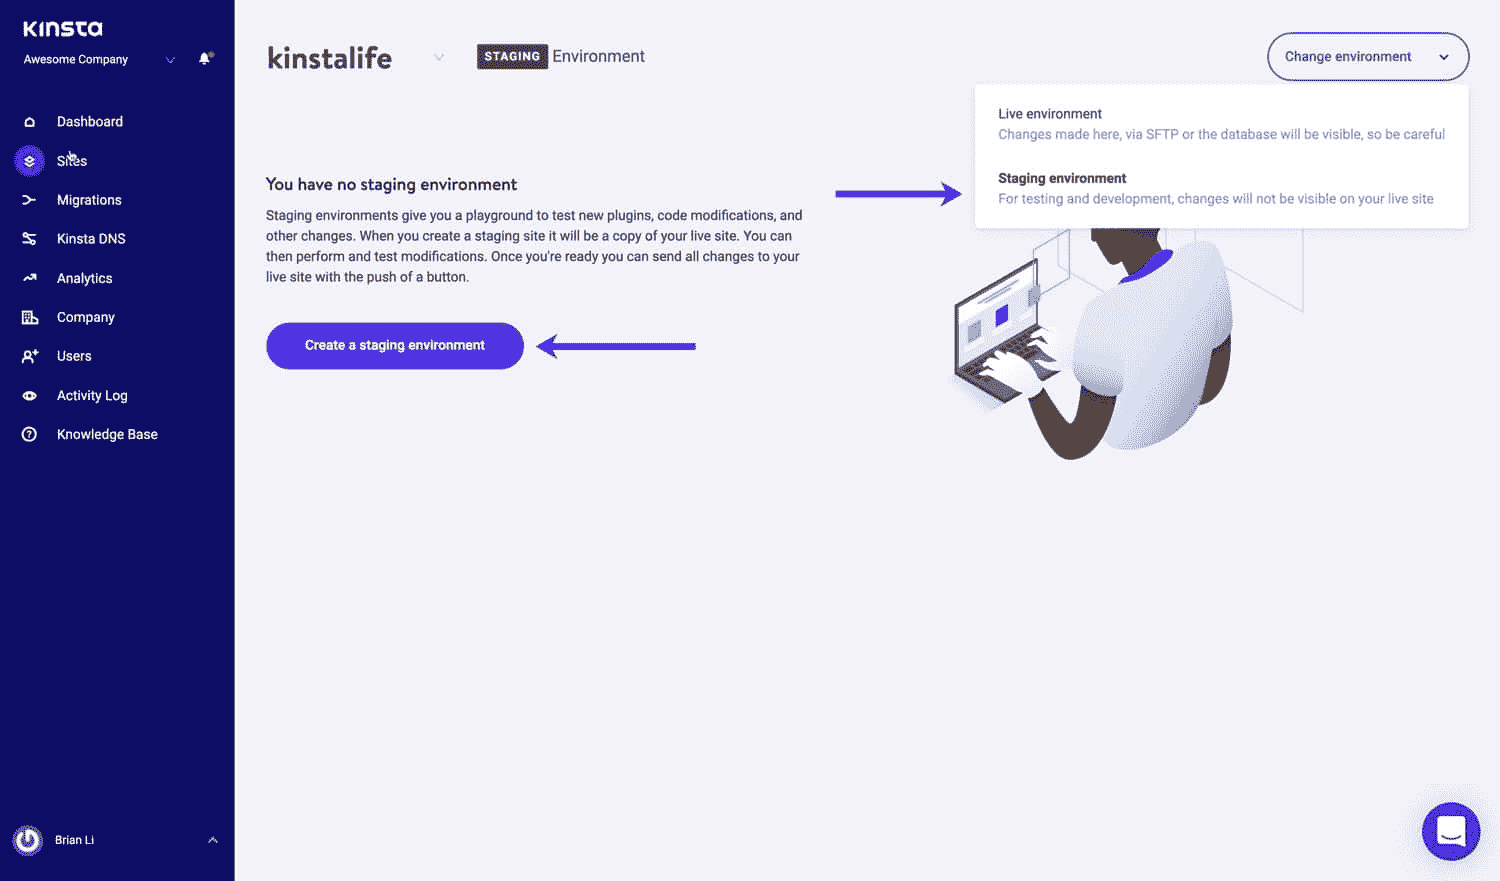 Kinsta
Awesome Company
Dashboard
Sites
Migrations
Kinsta DNS
Analytics
Company
Users
Activity Log
Knowledge Base
Brian Li
kinstalife
STAGING Environment
Change environment
Live environment
Changes made here, via SFTP or the database will be visible, so be careful
Staging environment
For testing and development, changes will not be visible on your live site
You have no staging environment
Staging environments give you a playground to test new plugins, code modifications, and
other changes. When you create a staging site it will be a copy of your live site. You can
then perform and test modifications. Once you're ready you can send all changes to your
live site with the push of a button.
Create a staging environment